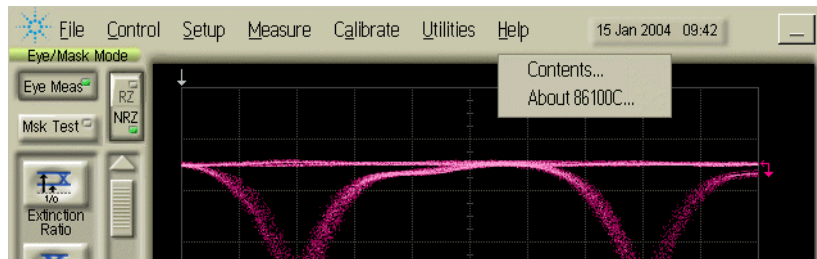 File Control Setup Measure Calibrate Utilities Help 15 Jan 2004 09:42
Eye/Mask Mode
Contents...
About 86100C...
Eye Meas
RZ
NRZ
Msk Test
1/0
Extinction
Ratio